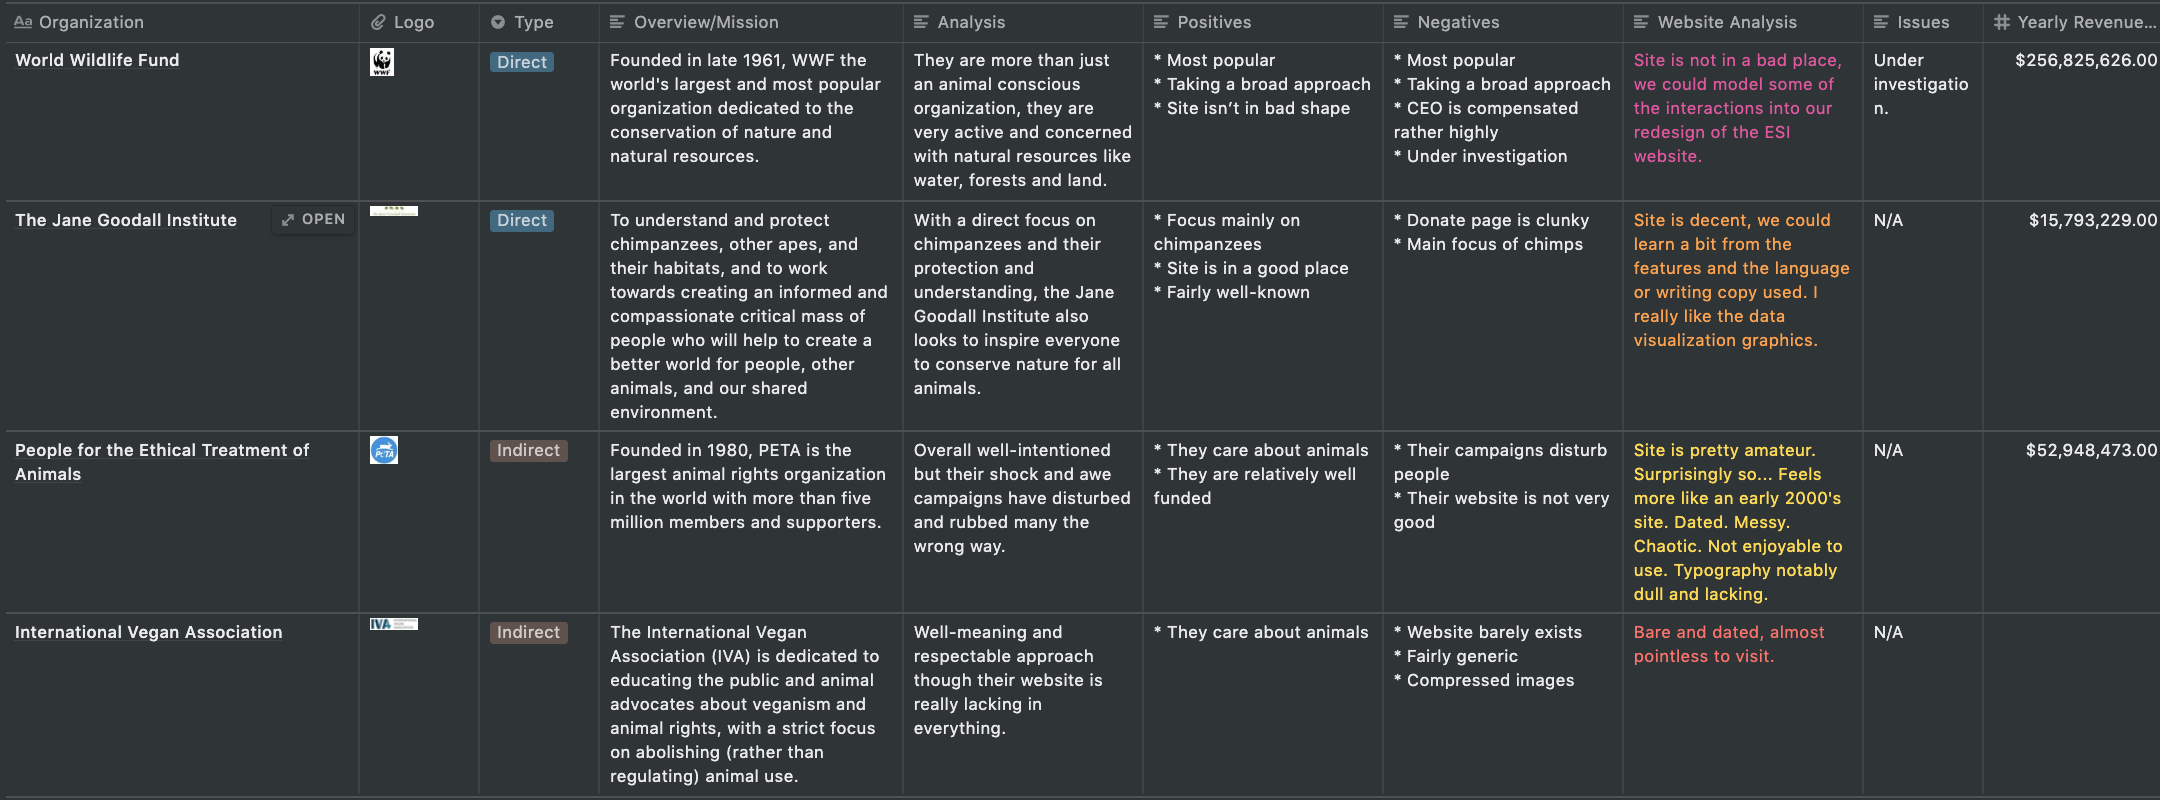 Aa Organization
Logo
Type
Overview/Mission
Analysis
Positives
Negatives
Website Analysis
Issues
# Yearly Revenue...
World Wildlife Fund
WWF
Direct
Founded in late 1961, WWF the
world's largest and most popular
organization dedicated to the
conservation of nature and
natural resources.
They are more than just
an animal conscious
organization, they are
very active and concerned
with natural resources like
water, forests and land.
* Most popular
* Taking a broad approach
* Site isn’t in bad shape
* Most popular
* Taking a broad approach
* CEO is compensated
rather highly
* Under investigation
Site is not in a bad place,
we could model some of
the interactions into our
redesign of the ESI
website.
Under
investigatio
n.
$256,825,626.00
The Jane Goodall Institute
OPEN
Direct
To understand and protect
chimpanzees, other apes, and
their habitats, and to work
towards creating an informed and
compassionate critical mass of
people who will help to create a
better world for people, other
animals, and our shared
environment.
With a direct focus on
chimpanzees and their
protection and
understanding, the Jane
Goodall Institute also
looks to inspire everyone
to conserve nature for all
animals.
* Focus mainly on
chimpanzees
* Site is in a good place
* Fairly well-known
* Donate page is clunky
* Main focus of chimps
Site is decent, we could
learn a bit from the
features and the language
or writing copy used. I
really like the data
visualization graphics.
N/A
$15,793,229.00
People for the Ethical Treatment of
Animals
PETA
Indirect
Founded in 1980, PETA is the
largest animal rights organization
in the world with more than five
million members and supporters.
Overall well-intentioned
but their shock and awe
campaigns have disturbed
and rubbed many the
wrong way.
* They care about animals
* They are relatively well
funded
* Their campaigns disturb
people
* Their website is not very
good
Site is pretty amateur.
Surprisingly so... Feels
more like an early 2000's
site. Dated. Messy.
Chaotic. Not enjoyable to
use. Typography notably
dull and lacking.
N/A
$52,948,473.00
International Vegan Association
IVA
Indirect
The International Vegan
Association (IVA) is dedicated to
educating the public and animal
advocates about veganism and
animal rights, with a strict focus
on abolishing (rather than
regulating) animal use.
Well-meaning and
respectable approach
though their website is
really lacking in
everything.
* They care about animals
* Website barely exists
* Fairly generic
* Compressed images
Bare and dated, almost
pointless to visit.
N/A